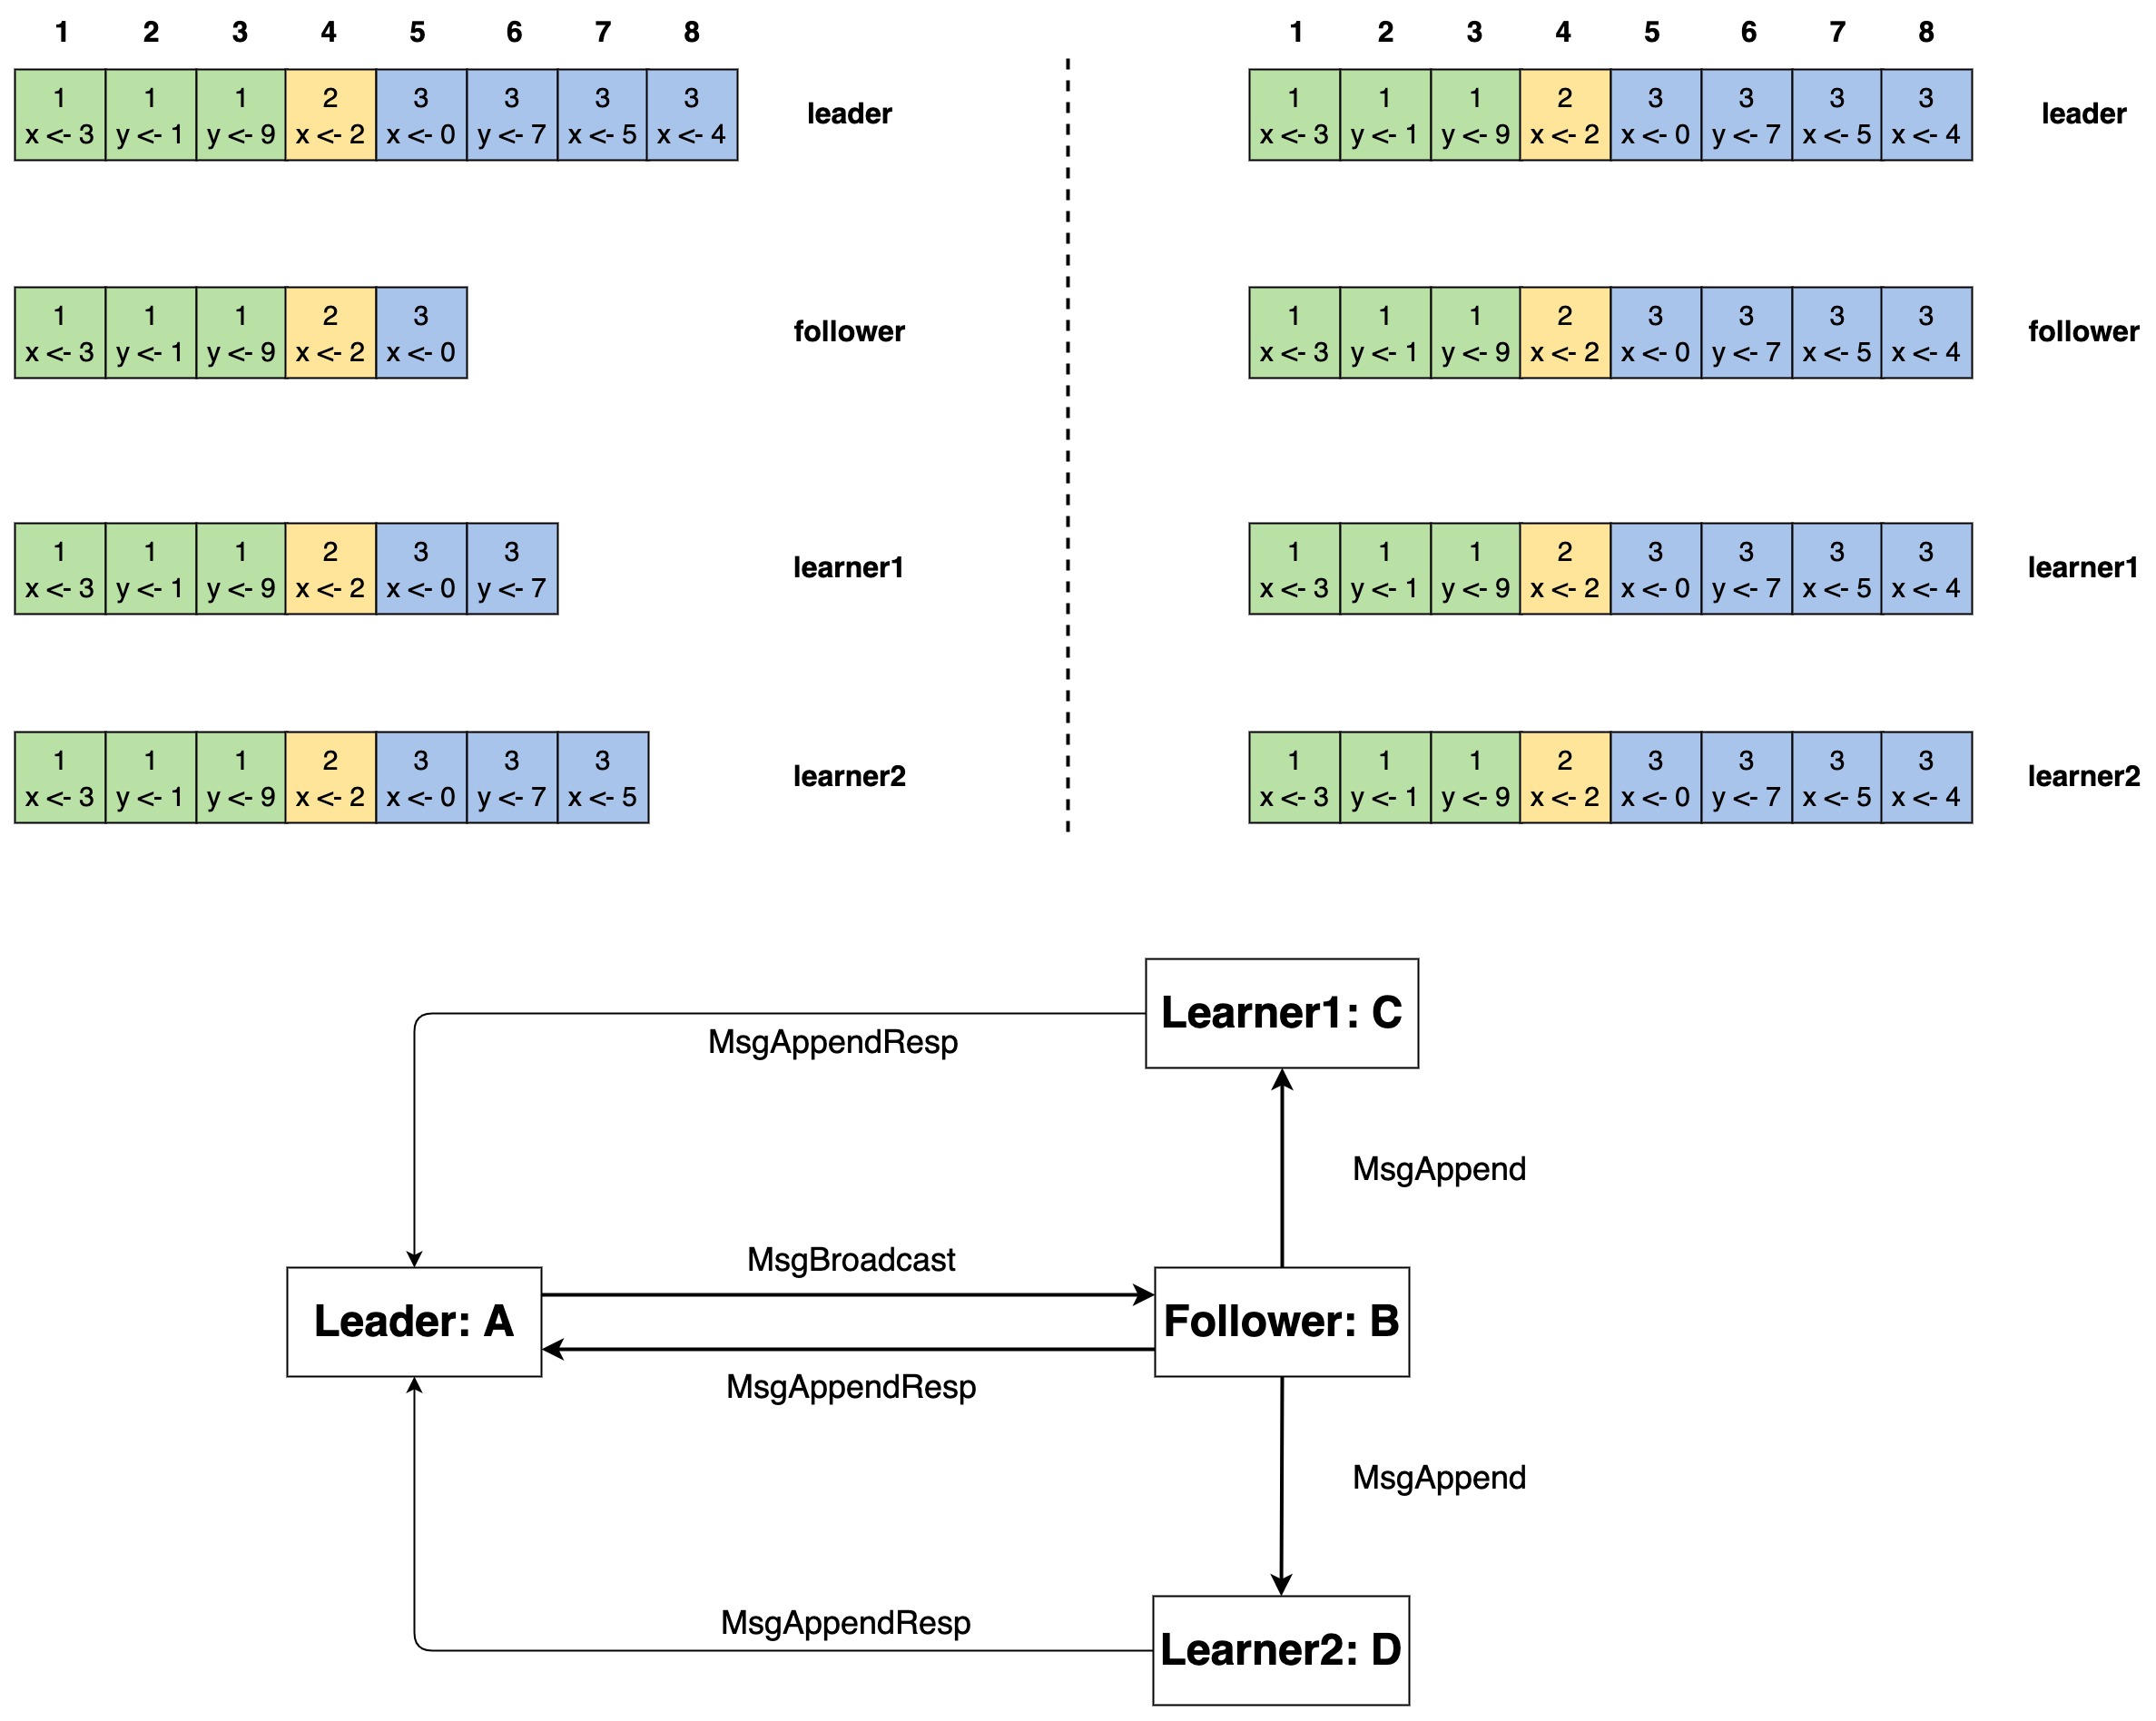 1 2 3 4 5 6 7 8
1 1 1 2 3 3 3 3
x <- 3 y <- 1 y <- 9 x <- 2 x <- 0 y <- 7 x <- 5 x <- 4
leader
1 1 1 2 3
x <- 3 y <- 1 y <- 9 x <- 2 x <- 0
follower
1 1 1 2 3 3
x <- 3 y <- 1 y <- 9 x <- 2 x <- 0 y <- 7
learner1
1 1 1 2 3 3 3
x <- 3 y <- 1 y <- 9 x <- 2 x <- 0 y <- 7 x <- 5
learner2
1 2 3 4 5 6 7 8
1 1 1 2 3 3 3 3
x <- 3 y <- 1 y <- 9 x <- 2 x <- 0 y <- 7 x <- 5 x <- 4
leader
1 1 1 2 3 3 3 3
x <- 3 y <- 1 y <- 9 x <- 2 x <- 0 y <- 7 x <- 5 x <- 4
follower
1 1 1 2 3 3 3 3
x <- 3 y <- 1 y <- 9 x <- 2 x <- 0 y <- 7 x <- 5 x <- 4
learner1
1 1 1 2 3 3 3 3
x <- 3 y <- 1 y <- 9 x <- 2 x <- 0 y <- 7 x <- 5 x <- 4
learner2
Learner1: C
MsgAppendResp
MsgAppend
MsgBroadcast
Leader: A
Follower: B
MsgAppendResp
MsgAppend
MsgAppendResp
Learner2: D